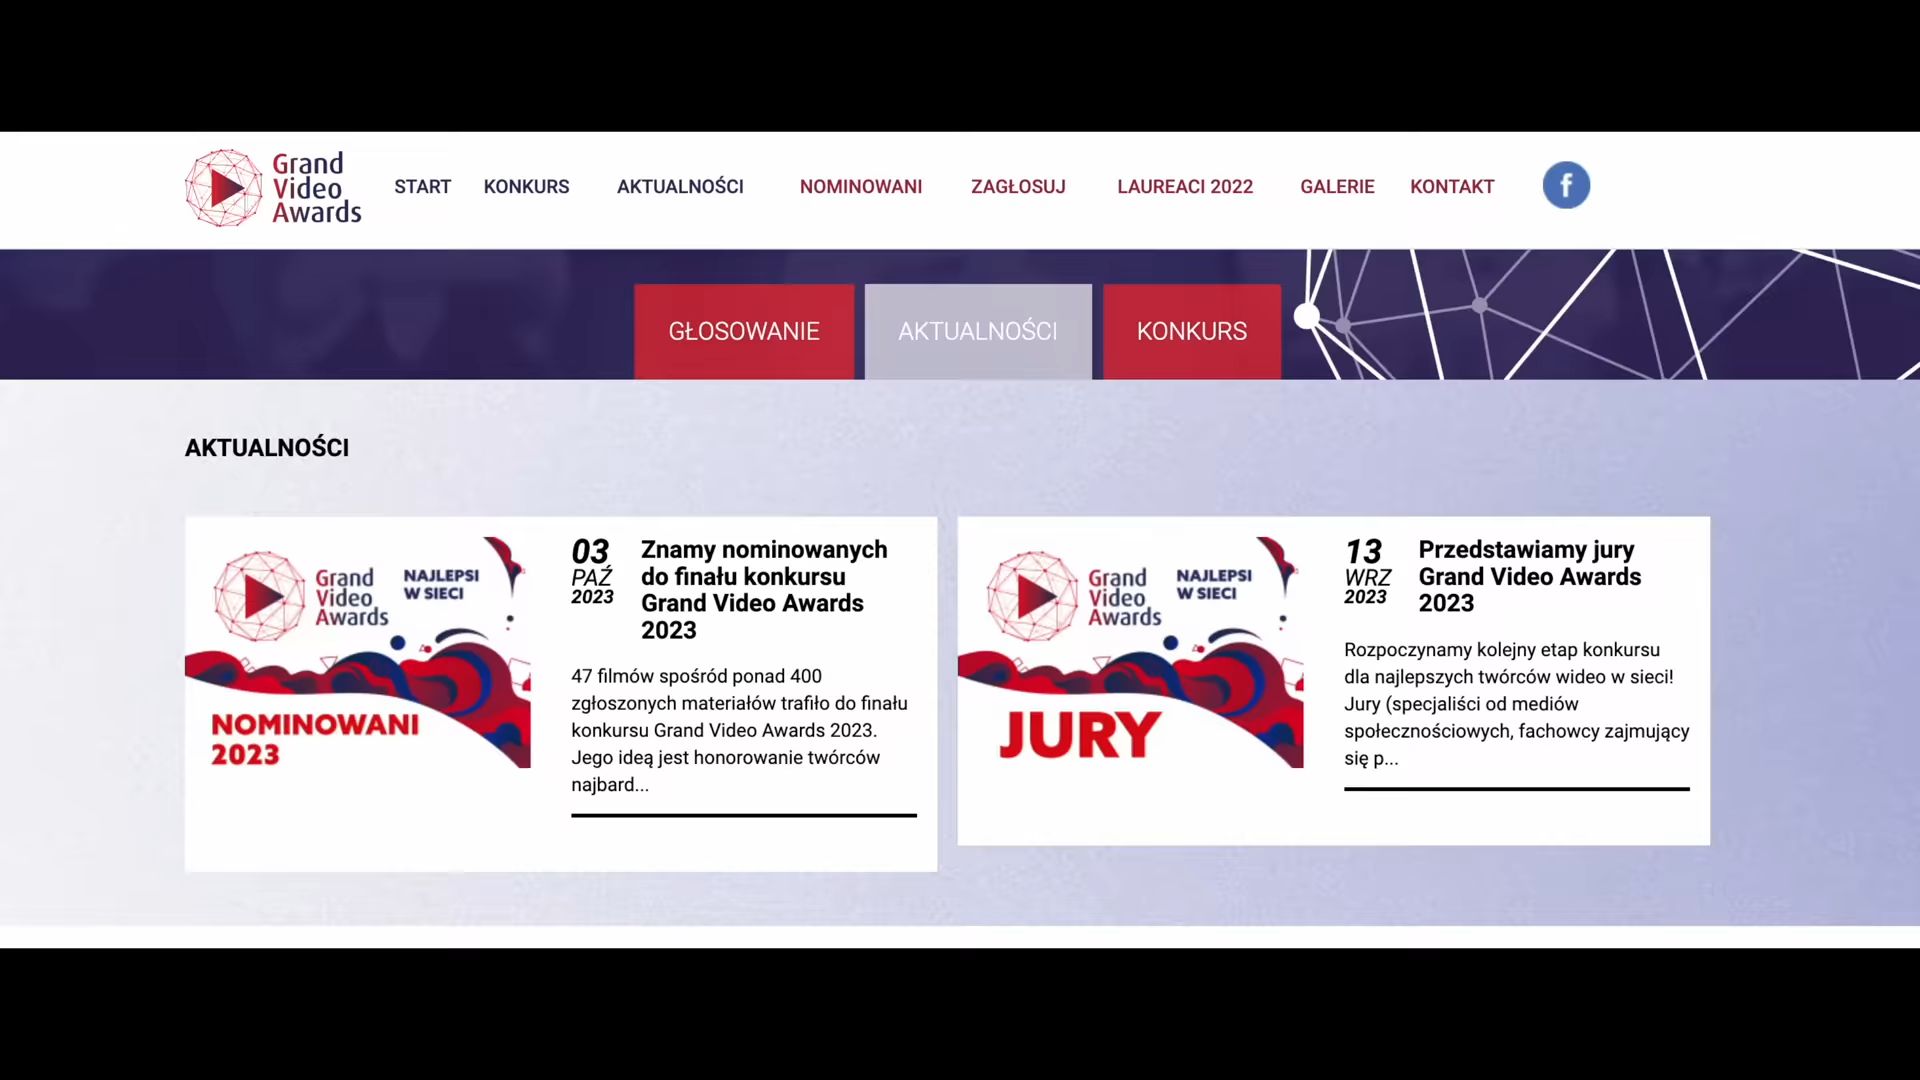 Grand
Video
Awards
START KONKURS AKTUALNOŚCI NOMINOWANI ZAGŁOSUJ LAUREACI 2022 GALERIE KONTAKT f
GŁOSOWANIE AKTUALNOŚCI KONKURS
AKTUALNOŚCI
Grand
Video
Awards
NAJLEPSI
W SIECI
NOMINOWANI
2023
03
PAŹ
2023
Znamy nominowanych
do finału konkursu
Grand Video Awards
2023
47 filmów spośród ponad 400
zgłoszonych materiałów trafiło do finału
konkursu Grand Video Awards 2023.
Jego ideą jest honorowanie twórców
najbard...
Grand
Video
Awards
NAJLEPSI
W SIECI
JURY
13
WRZ
2023
Przedstawiamy jury
Grand Video Awards
2023
Rozpoczynamy kolejny etap konkursu
dla najlepszych twórców wideo w sieci!
Jury (specjaliści od mediów
społecznościowych, fachowcy zajmujący
się p...